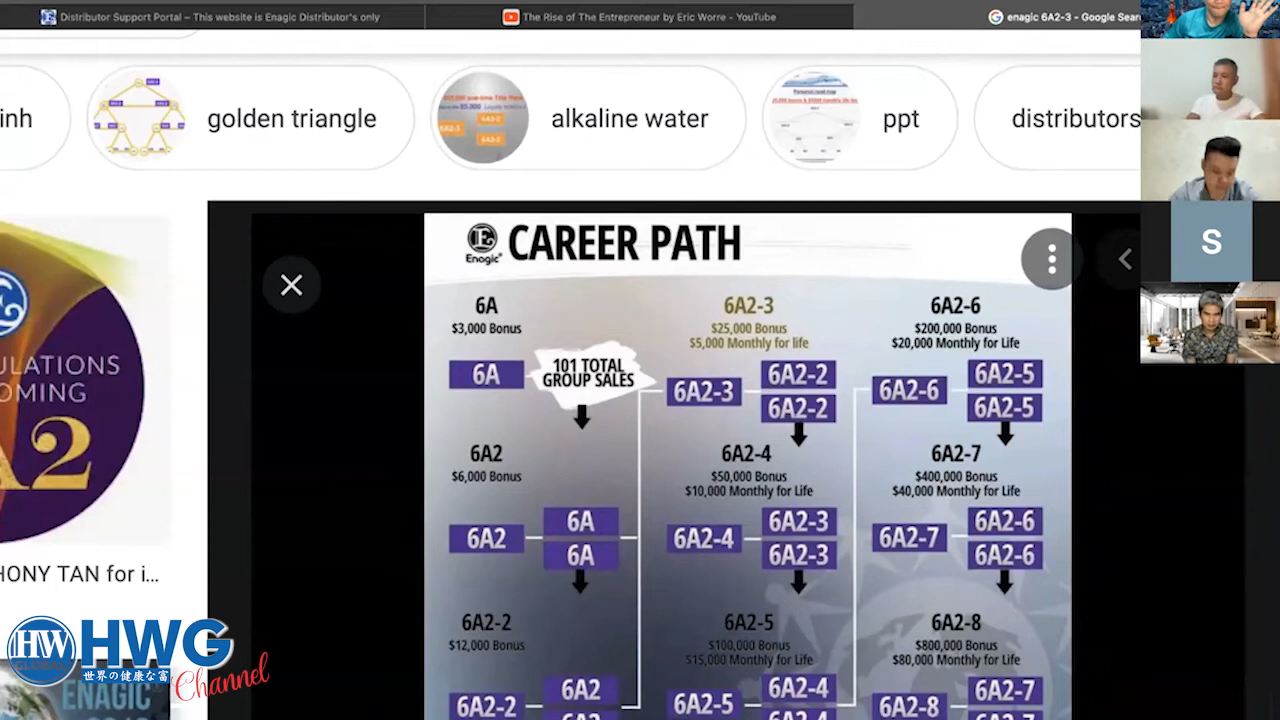 Distributor Support Portal – This website is Enagic Distributor's only
The Rise of The Entrepreneur by Eric Worre - YouTube
enagic 6A2-3 - Google Sear
inh
golden triangle
alkaline water
ppt
distributors
S
Enagic
CAREER PATH
6A
$3,000 Bonus
6A
101 TOTAL
GROUP SALES
6A2
$6,000 Bonus
6A2
6A
6A
6A2-2
$12,000 Bonus
6A2-2
6A2
6A2-3
$25,000 Bonus
$5,000 Monthly for life
6A2-3
6A2-2
6A2-2
6A2-4
$50,000 Bonus
$10,000 Monthly for Life
6A2-4
6A2-3
6A2-3
6A2-5
$100,000 Bonus
$15,000 Monthly for Life
6A2-5
6A2-4
6A2-6
$200,000 Bonus
$20,000 Monthly for Life
6A2-6
6A2-5
6A2-5
6A2-7
$400,000 Bonus
$40,000 Monthly for Life
6A2-7
6A2-6
6A2-6
6A2-8
$800,000 Bonus
$80,000 Monthly for Life
6A2-8
6A2-7
ULATIONS
OMING
A2
HONY TAN for i...
HW
GLOBAL
HWG
世界の健康な富
Channel
ENAGIC